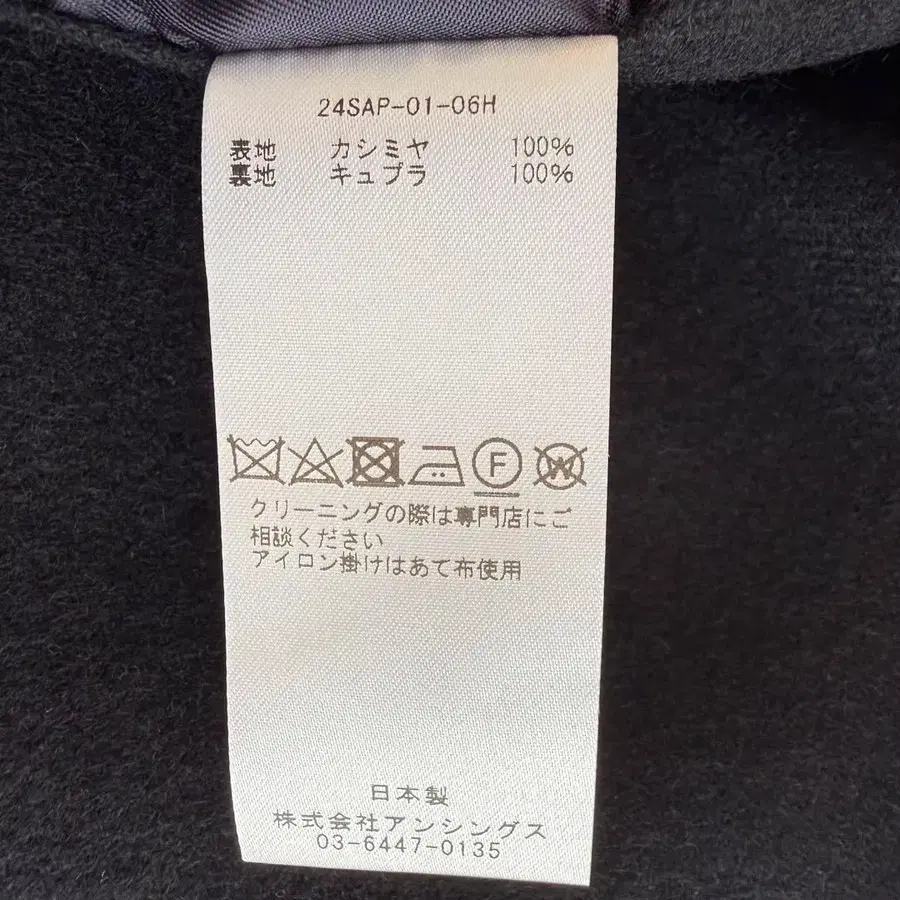 24SAP-01-06H
表地 カシミヤ 100%
裏地 キュプラ 100%
F W
クリーニングの際は専門店にご
相談ください
アイロン掛けはあて布使用
日本製
株式会社アンシングス
03-6447-0135